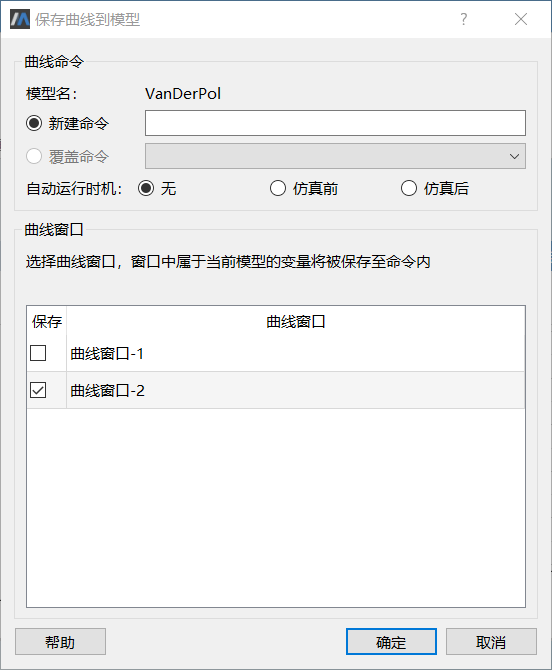 保存曲线到模型
?
曲线命令
模型名: VanDerPol
新建命令
覆盖命令
自动运行时机: 无 仿真前 仿真后
曲线窗口
选择曲线窗口，窗口中属于当前模型的变量将被保存至命令内
保存 曲线窗口
曲线窗口-1
曲线窗口-2
帮助 确定 取消